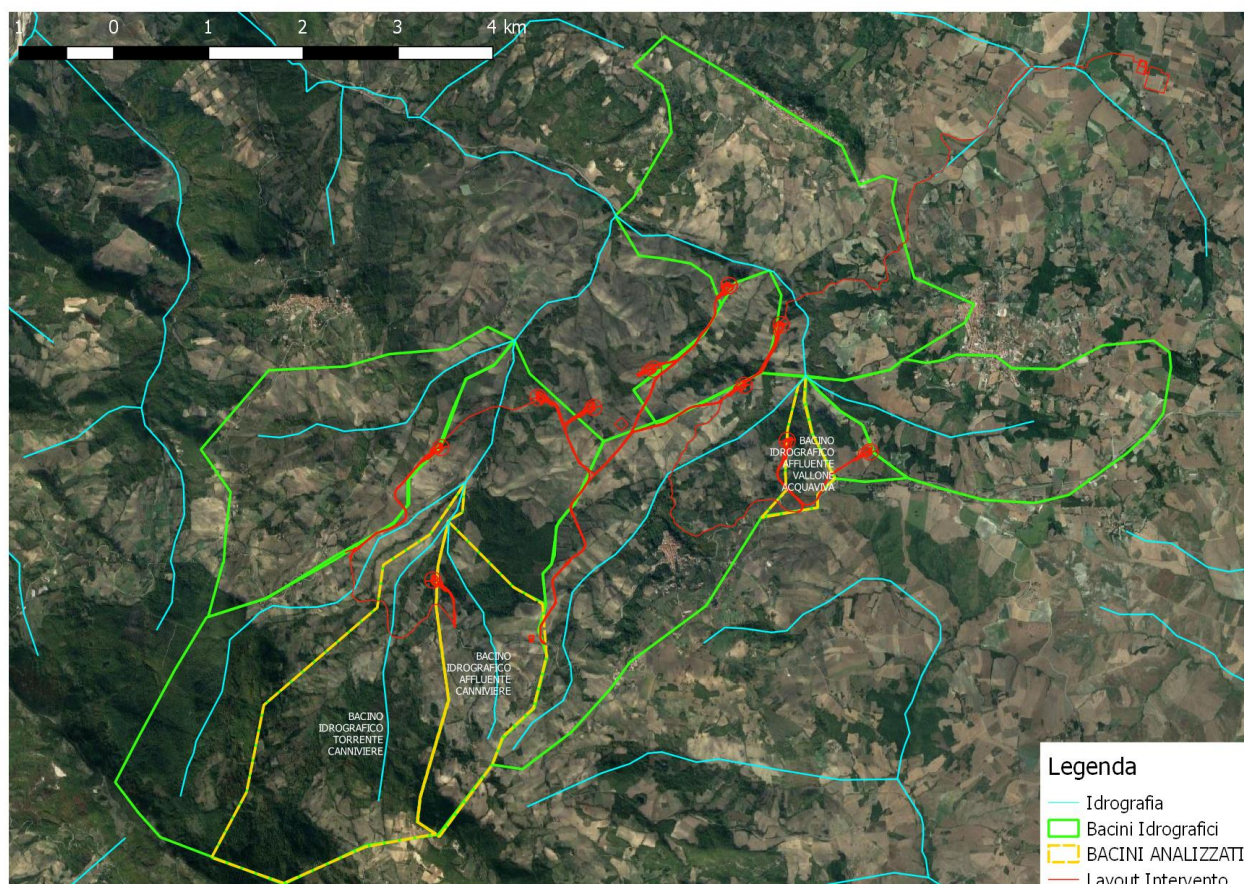 1 0 1 2 3 4 km
BACINO
IDROGRAFICO
AFFLUENTE
VALLONE
ACQUAVIVA
BACINO
IDROGRAFICO
AFFLUENTE
CANNIVIERE
BACINO
IDROGRAFICO
TORRENTE
CANNIVIERE
Legenda
Idrografia
Bacini Idrografici
BACINI ANALIZZATI
Layout Intervento